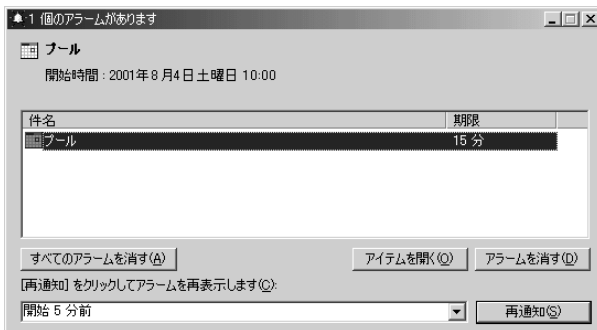 1 個のアラームがあります
プール
開始時間 : 2001年8月4日土曜日 10:00
件名 期限
プール 15 分
すべてのアラームを消す(A) アイテムを開く(O) アラームを消す(D)
[再通知] をクリックしてアラームを再表示します(C):
開始 5 分前 再通知(S)